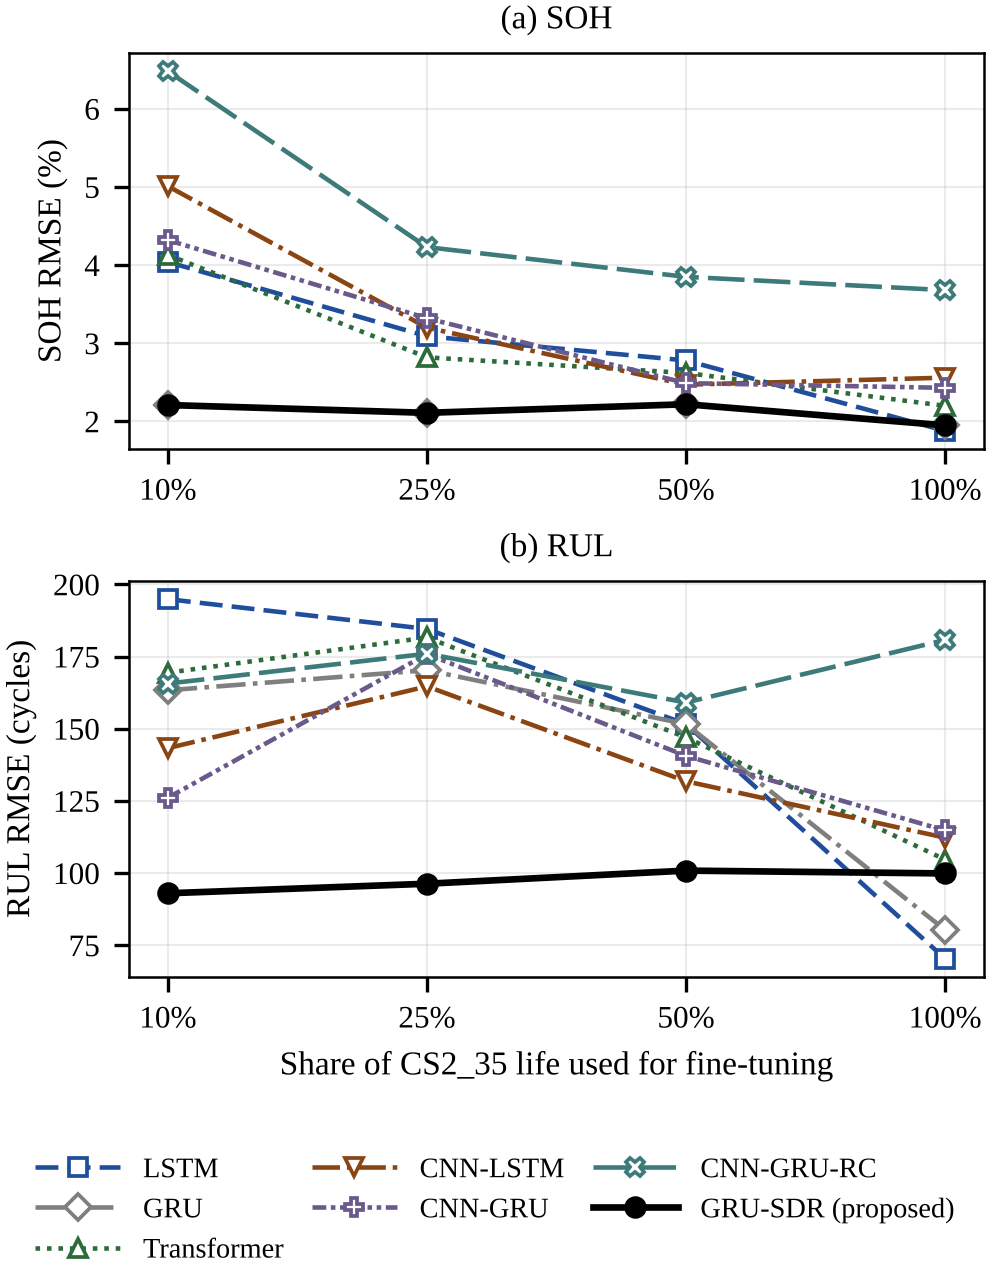 (a) SOH
SOH RMSE (%)
6
5
4
3
2
10% 25% 50% 100%
(b) RUL
RUL RMSE (cycles)
200
175
150
125
100
75
10% 25% 50% 100%
Share of CS2_35 life used for fine-tuning
LSTM CNN-LSTM CNN-GRU-RC
GRU CNN-GRU GRU-SDR (proposed)
Transformer